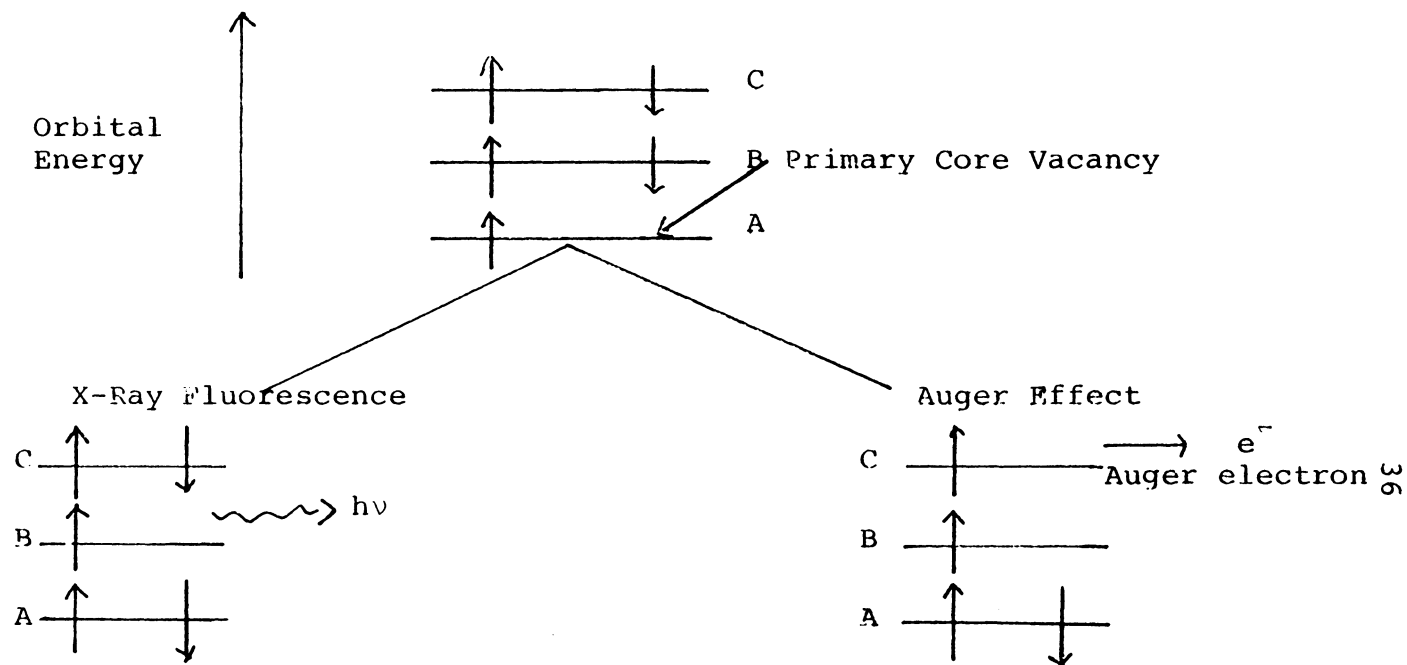 C
Orbital
Energy
B Primary Core Vacancy
A
X-Ray Fluorescence
Auger Effect
C
hν
B
A
C
e⁻
Auger electron
B
A
36